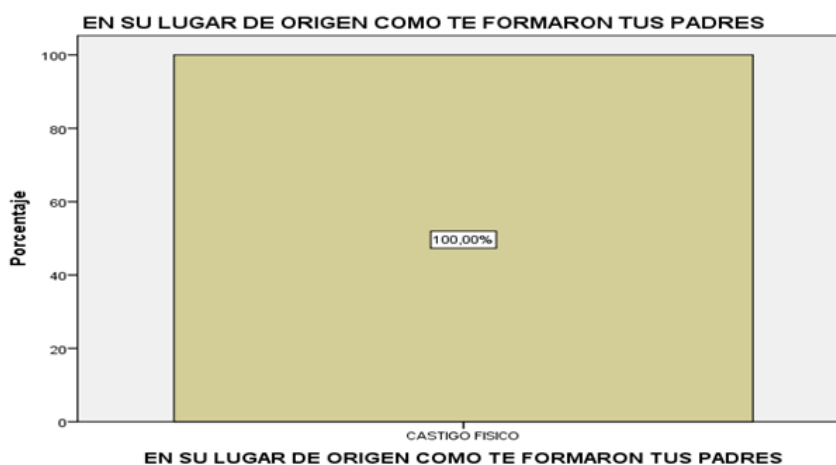 EN SU LUGAR DE ORIGEN COMO TE FORMARON TUS PADRES
100
80
60
40
20
0
Porcentaje
100,00%
CASTIGO FISICO
EN SU LUGAR DE ORIGEN COMO TE FORMARON TUS PADRES